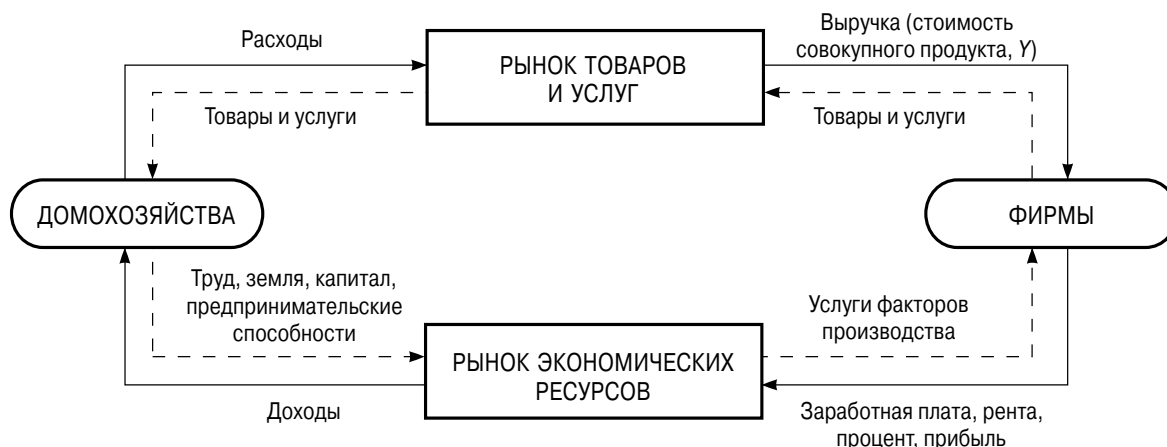 Расходы
РЫНОК ТОВАРОВ
И УСЛУГ
Выручка (стоимость
совокупного продукта, Y)
Товары и услуги
Товары и услуги
ДОМОХОЗЯЙСТВА
ФИРМЫ
Труд, земля, капитал,
предпринимательские
способности
Услуги факторов
производства
РЫНОК ЭКОНОМИЧЕСКИХ
РЕСУРСОВ
Доходы
Заработная плата, рента,
процент, прибыль